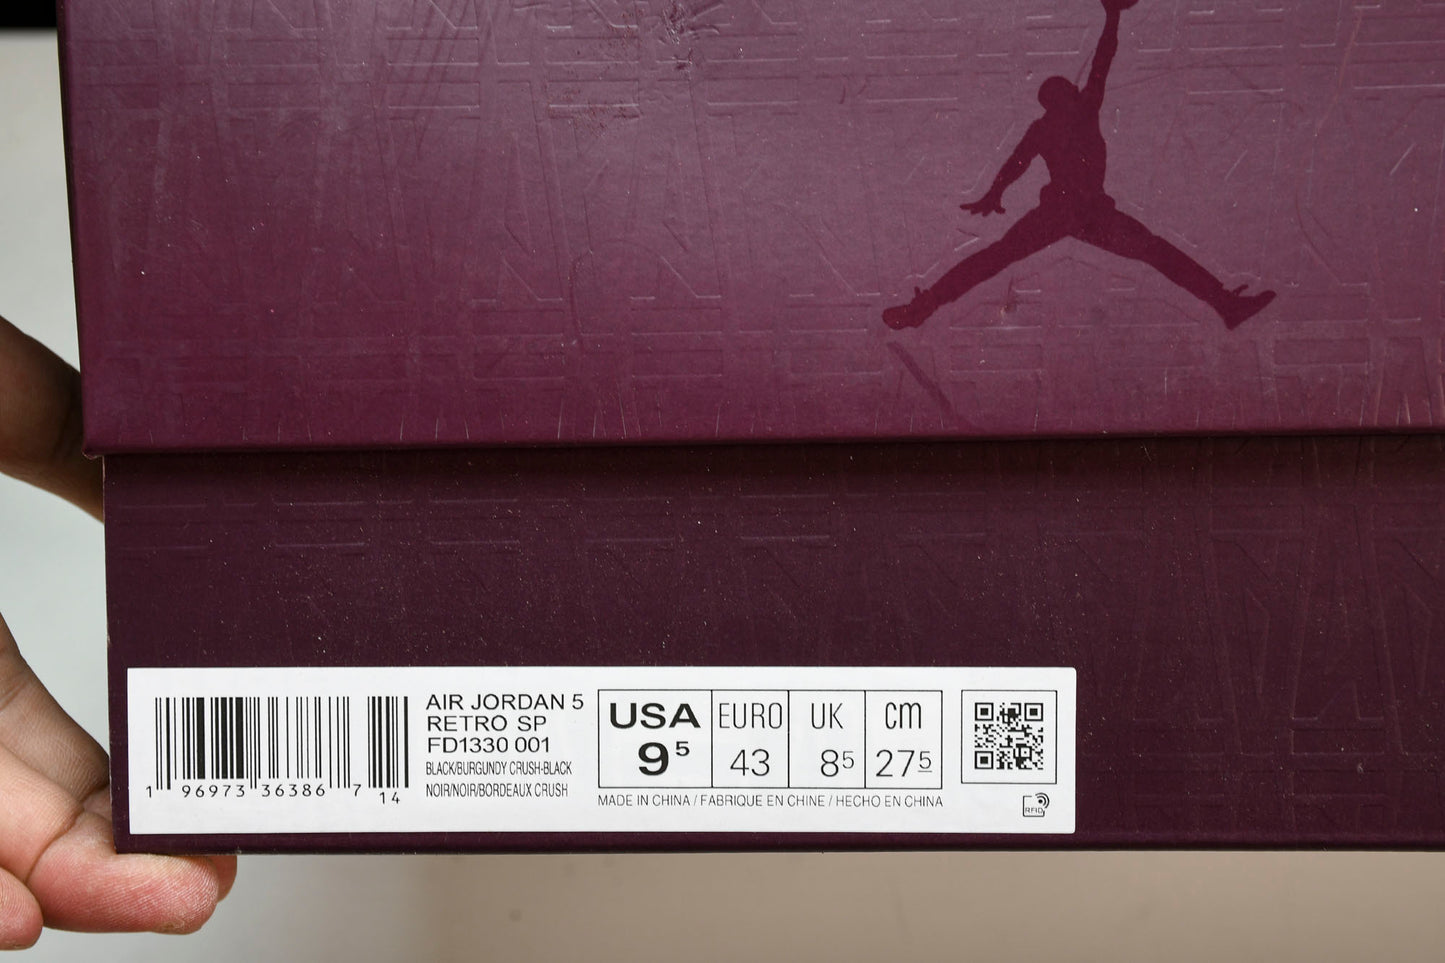 AIR JORDAN 5
RETRO SP
FD1330 001
BLACK/BURGUNDY CRUSH-BLACK
NOIR/NOIR/BORDEAUX CRUSH
1 96973 36386 7 14
USA EURO UK cm
9⁵ 43 8⁵ 27⁵
MADE IN CHINA / FABRIQUE EN CHINE / HECHO EN CHINA
RFID